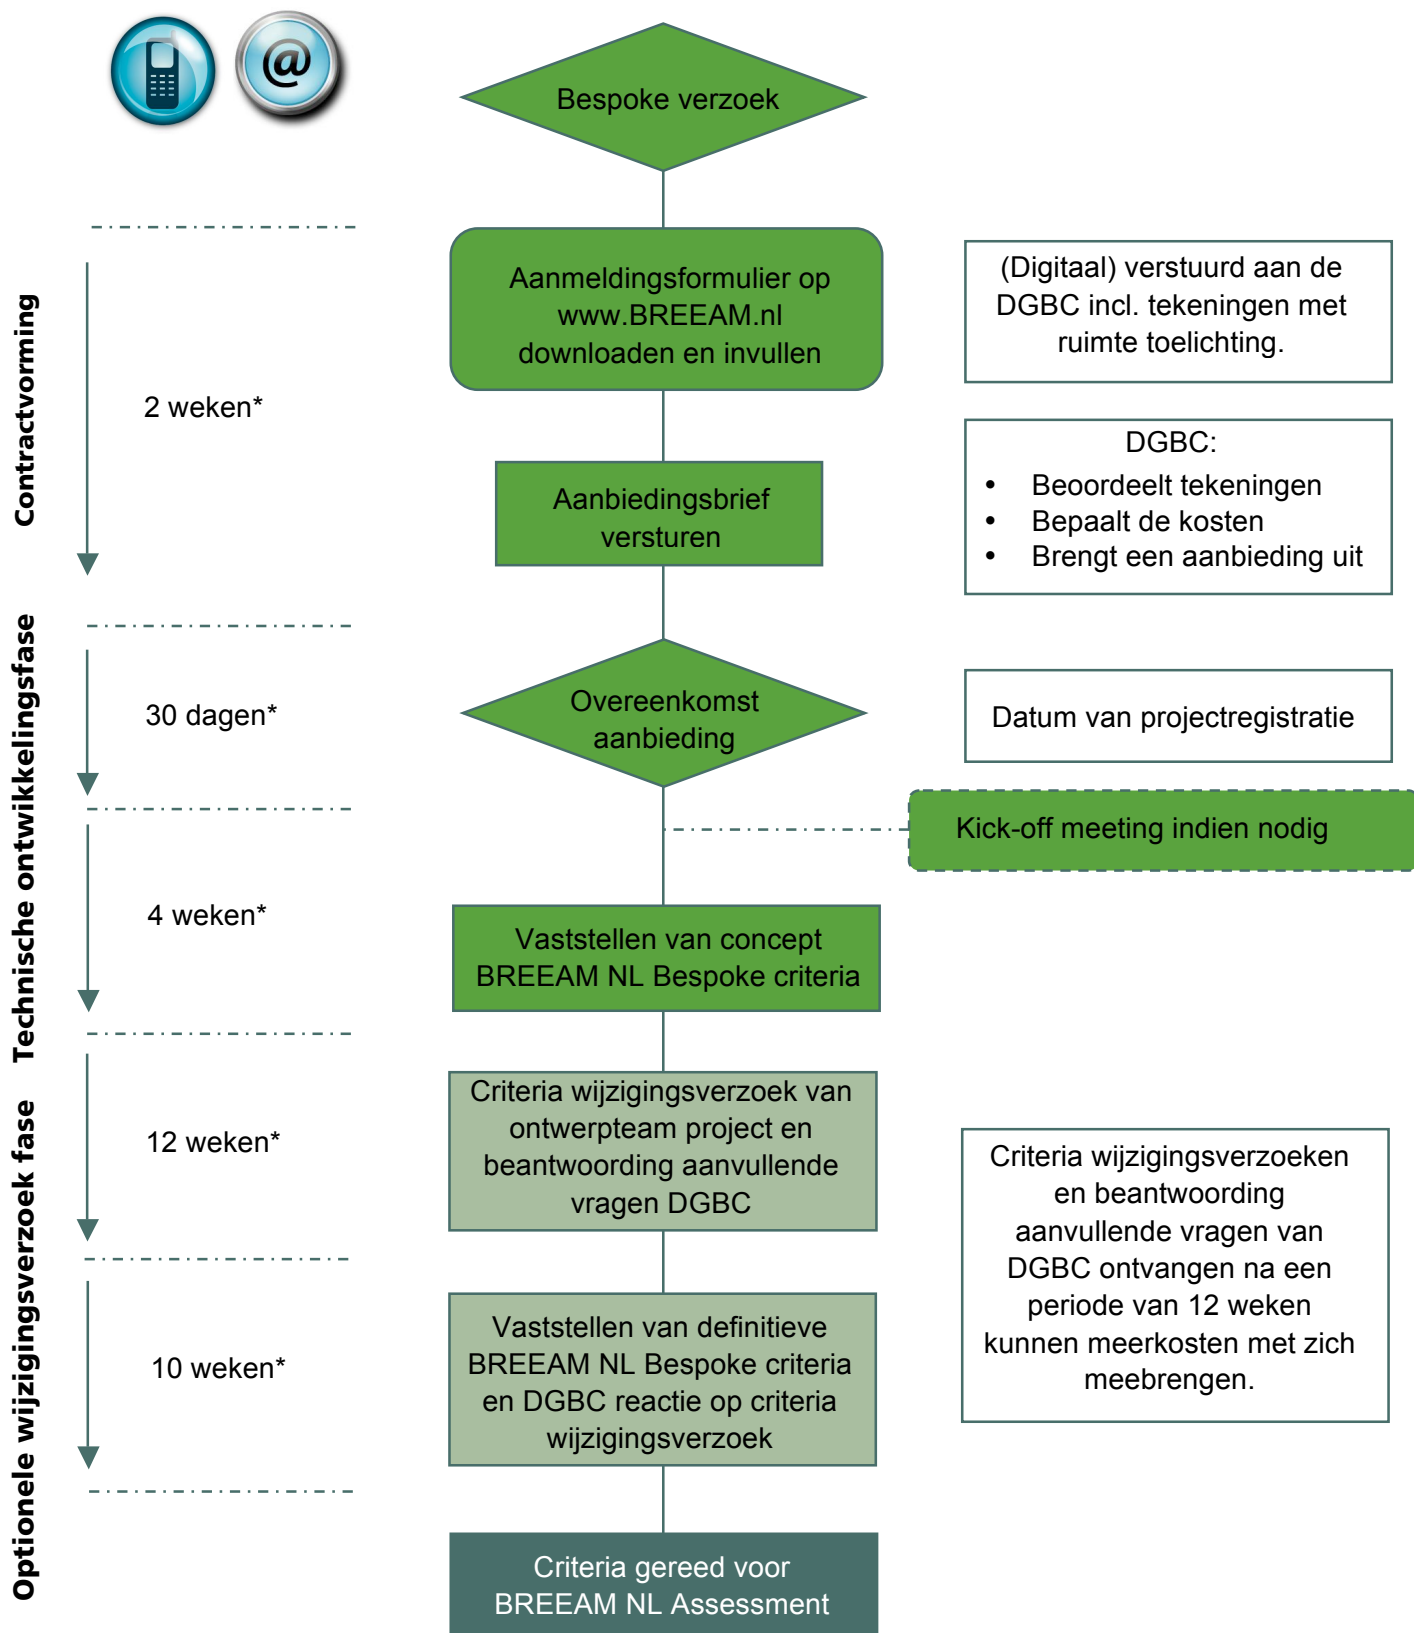 @
Bespoke verzoek
Contractvorming
2 weken*
Aanmeldingsformulier op
www.BREEAM.nl
downloaden en invullen
(Digitaal) verstuurd aan de
DGBC incl. tekeningen met
ruimte toelichting.
Aanbiedingsbrief
versturen
DGBC:
• Beoordeelt tekeningen
• Bepaalt de kosten
• Brengt een aanbieding uit
Technische ontwikkelingsfase
30 dagen*
Overeenkomst
aanbieding
Datum van projectregistratie
Kick-off meeting indien nodig
4 weken*
Vaststellen van concept
BREEAM NL Bespoke criteria
Optionele wijzigingsverzoek fase
12 weken*
Criteria wijzigingsverzoek van
ontwerpteam project en
beantwoording aanvullende
vragen DGBC
Criteria wijzigingsverzoeken
en beantwoording
aanvullende vragen van
DGBC ontvangen na een
periode van 12 weken
kunnen meerkosten met zich
meebrengen.
10 weken*
Vaststellen van definitieve
BREEAM NL Bespoke criteria
en DGBC reactie op criteria
wijzigingsverzoek
Criteria gereed voor
BREEAM NL Assessment